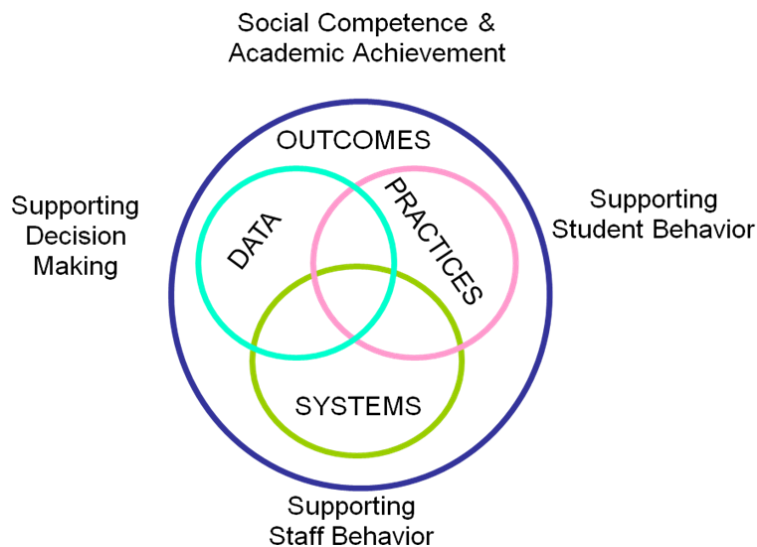 Social Competence &
Academic Achievement
OUTCOMES
PRACTICES
DATA
Supporting
Decision
Making
Supporting
Student Behavior
SYSTEMS
Supporting
Staff Behavior